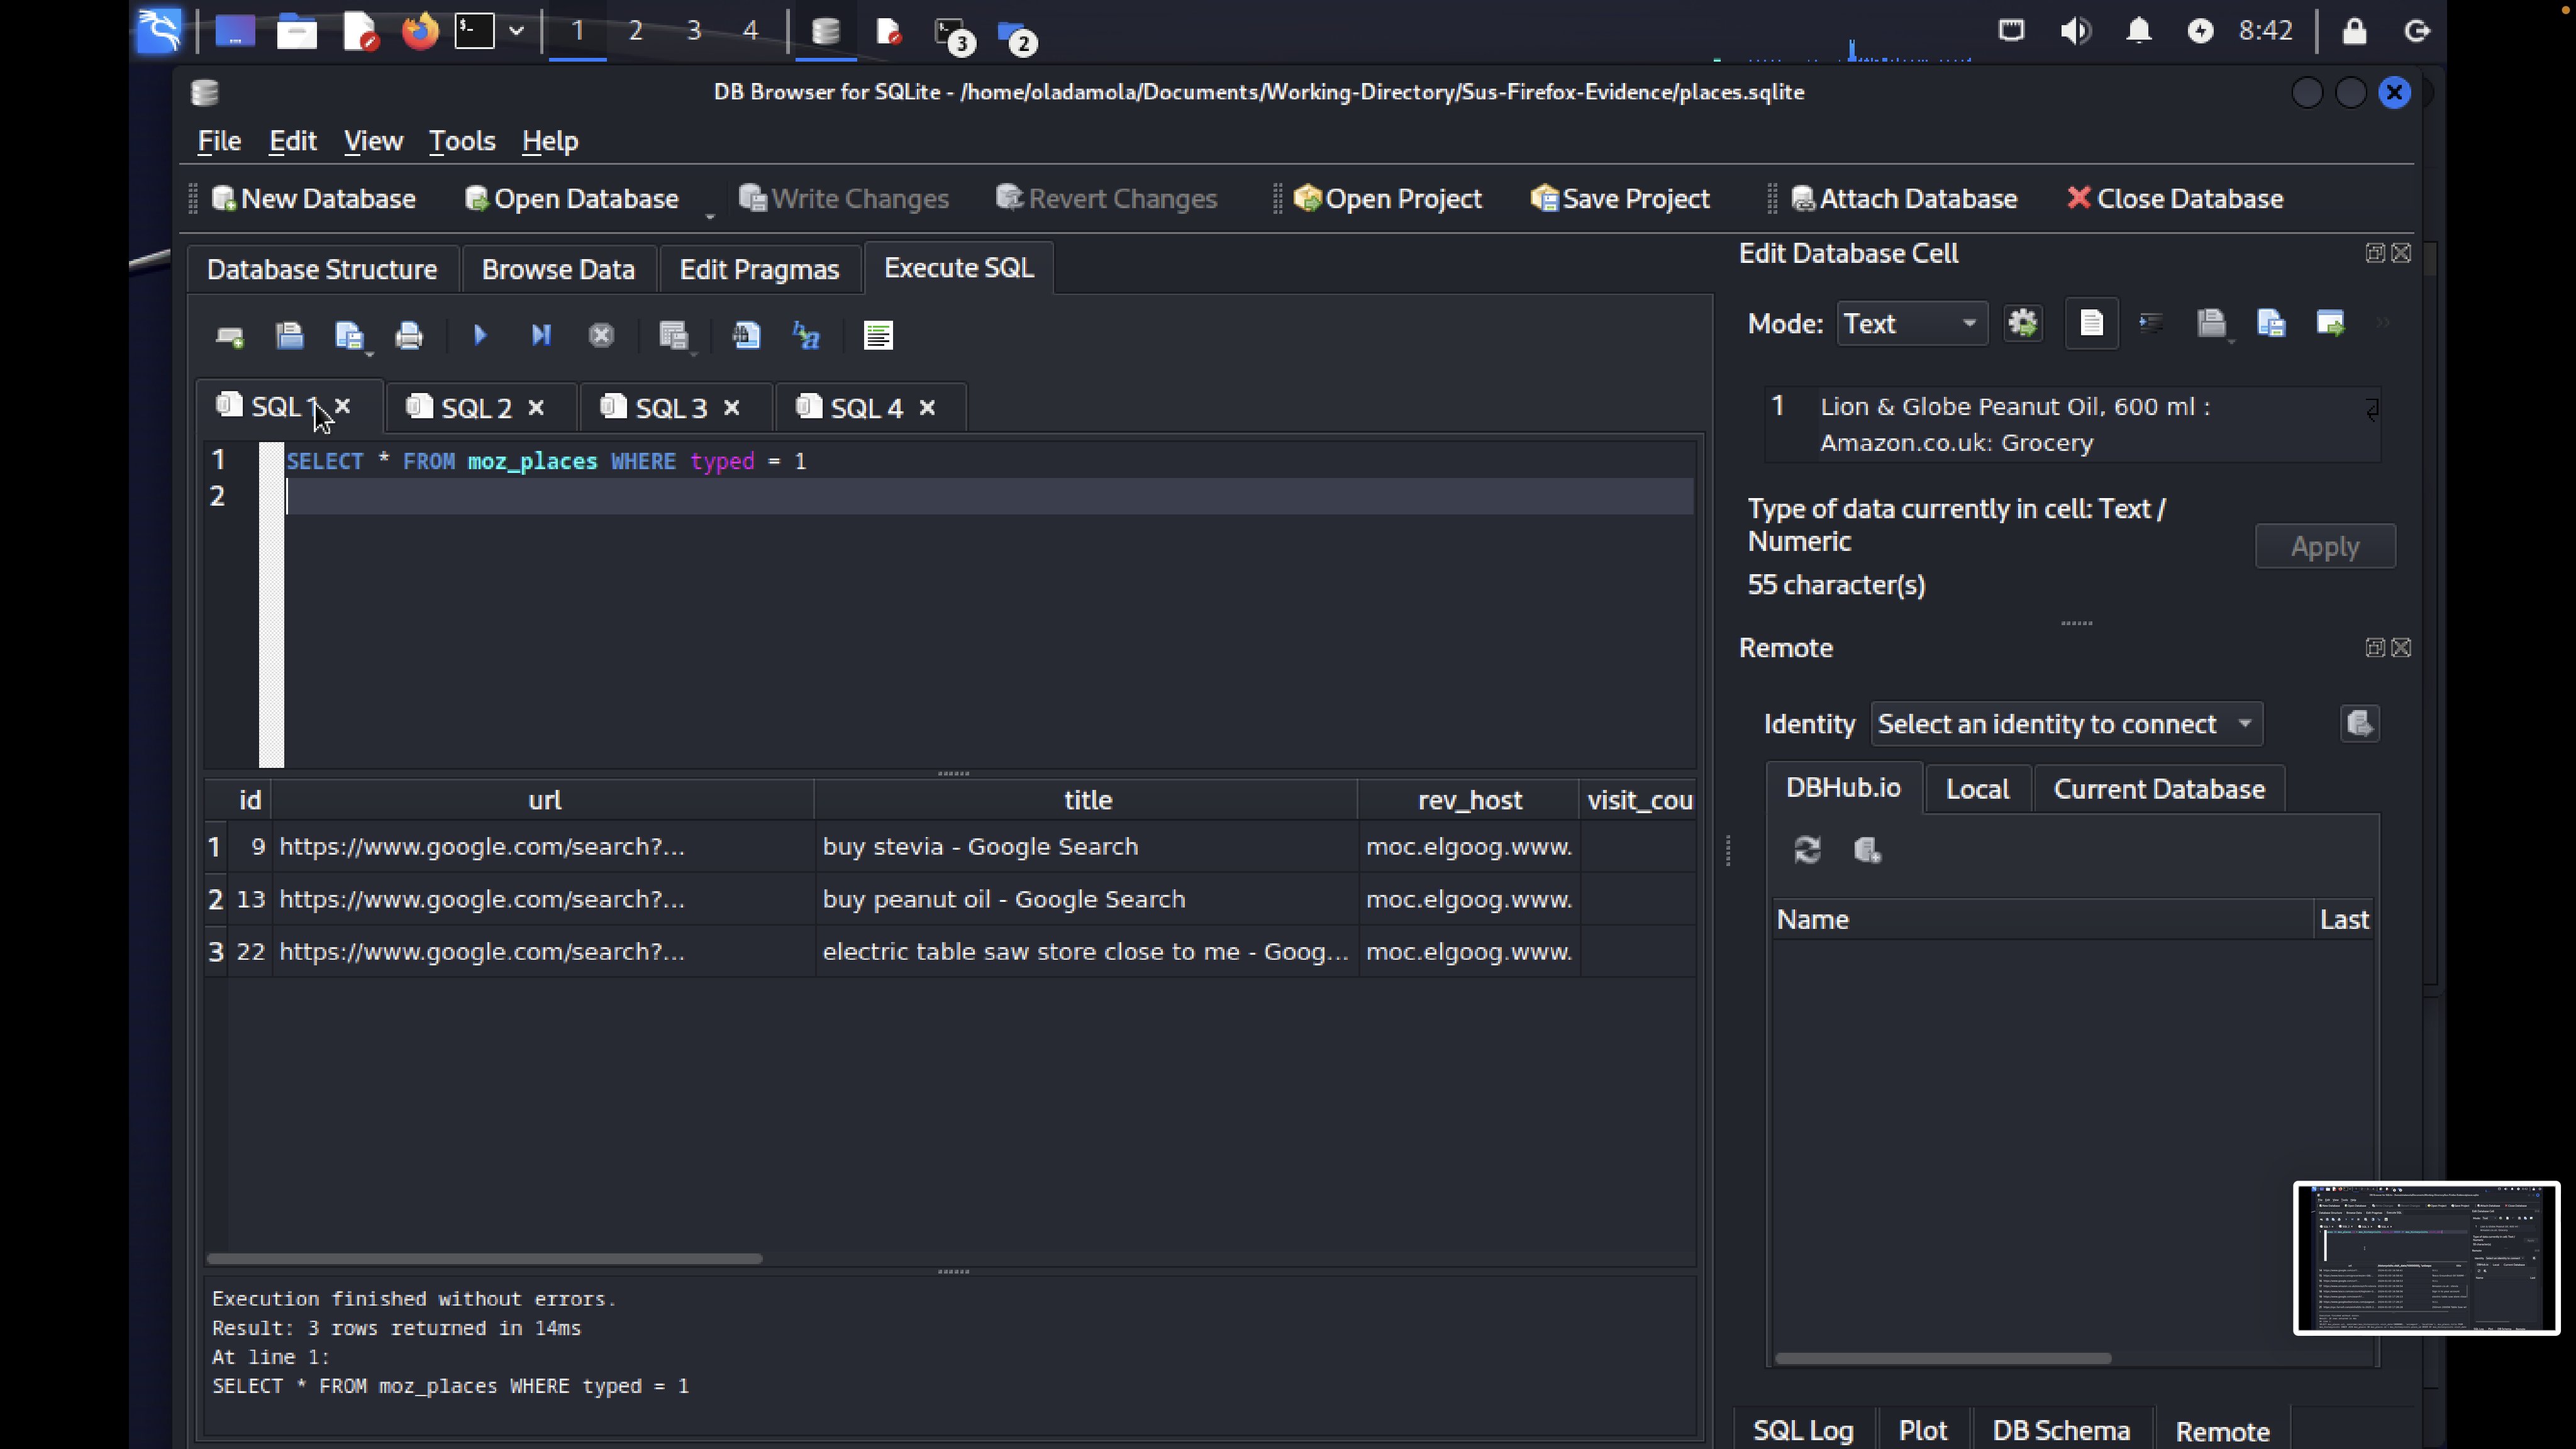 1 2 3 4 3 2 8:42
DB Browser for SQLite - /home/oladamola/Documents/Working-Directory/Sus-Firefox-Evidence/places.sqlite
File Edit View Tools Help
New Database Open Database Write Changes Revert Changes Open Project Save Project Attach Database Close Database
Database Structure Browse Data Edit Pragmas Execute SQL
SQL 1 SQL 2 SQL 3 SQL 4
1 SELECT * FROM moz_places WHERE typed = 1
2
id url title rev_host visit_cou
1 9 https://www.google.com/search?... buy stevia - Google Search moc.elgoog.www.
2 13 https://www.google.com/search?... buy peanut oil - Google Search moc.elgoog.www.
3 22 https://www.google.com/search?... electric table saw store close to me - Goog... moc.elgoog.www.
Execution finished without errors.
Result: 3 rows returned in 14ms
At line 1:
SELECT * FROM moz_places WHERE typed = 1
Edit Database Cell
Mode: Text
1 Lion & Globe Peanut Oil, 600 ml :
Amazon.co.uk: Grocery
Type of data currently in cell: Text /
Numeric
55 character(s)
Apply
Remote
Identity Select an identity to connect
DBHub.io Local Current Database
Name Last
SQL Log Plot DB Schema Remote